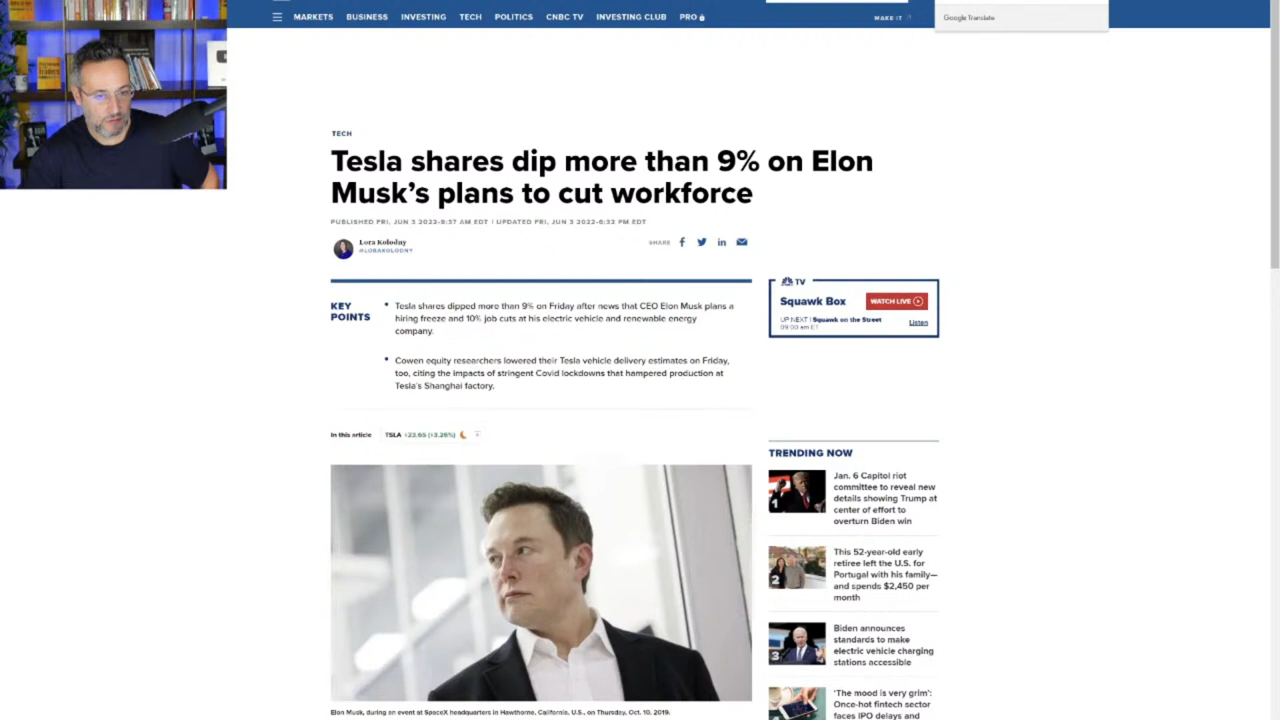 MARKETS BUSINESS INVESTING TECH POLITICS CNBC TV INVESTING CLUB PRO
MAKE IT
Google Translate
TECH
Tesla shares dip more than 9% on Elon
Musk's plans to cut workforce
PUBLISHED FRI, JUN 3 2022•9:37 AM EDT | UPDATED FRI, JUN 3 2022•6:32 PM EDT
Lora Kolodny
@LORAKOLODNY
SHARE
KEY
POINTS
• Tesla shares dipped more than 9% on Friday after news that CEO Elon Musk plans a
hiring freeze and 10% job cuts at his electric vehicle and renewable energy
company.
• Cowen equity researchers lowered their Tesla vehicle delivery estimates on Friday,
too, citing the impacts of stringent Covid lockdowns that hampered production at
Tesla's Shanghai factory.
In this article TSLA +23.65 (+3.26%)
Elon Musk, during an event at SpaceX headquarters in Hawthorne, California, U.S., on Thursday, Oct. 10, 2019.
TV
Squawk Box
WATCH LIVE
UP NEXT | Squawk on the Street
09:00 am ET
Listen
TRENDING NOW
1
Jan. 6 Capitol riot
committee to reveal new
details showing Trump at
center of effort to
overturn Biden win
2
This 52-year-old early
retiree left the U.S. for
Portugal with his family—
and spends $2,450 per
month
3
Biden announces
standards to make
electric vehicle charging
stations accessible
'The mood is very grim':
Once-hot fintech sector
faces IPO delays and